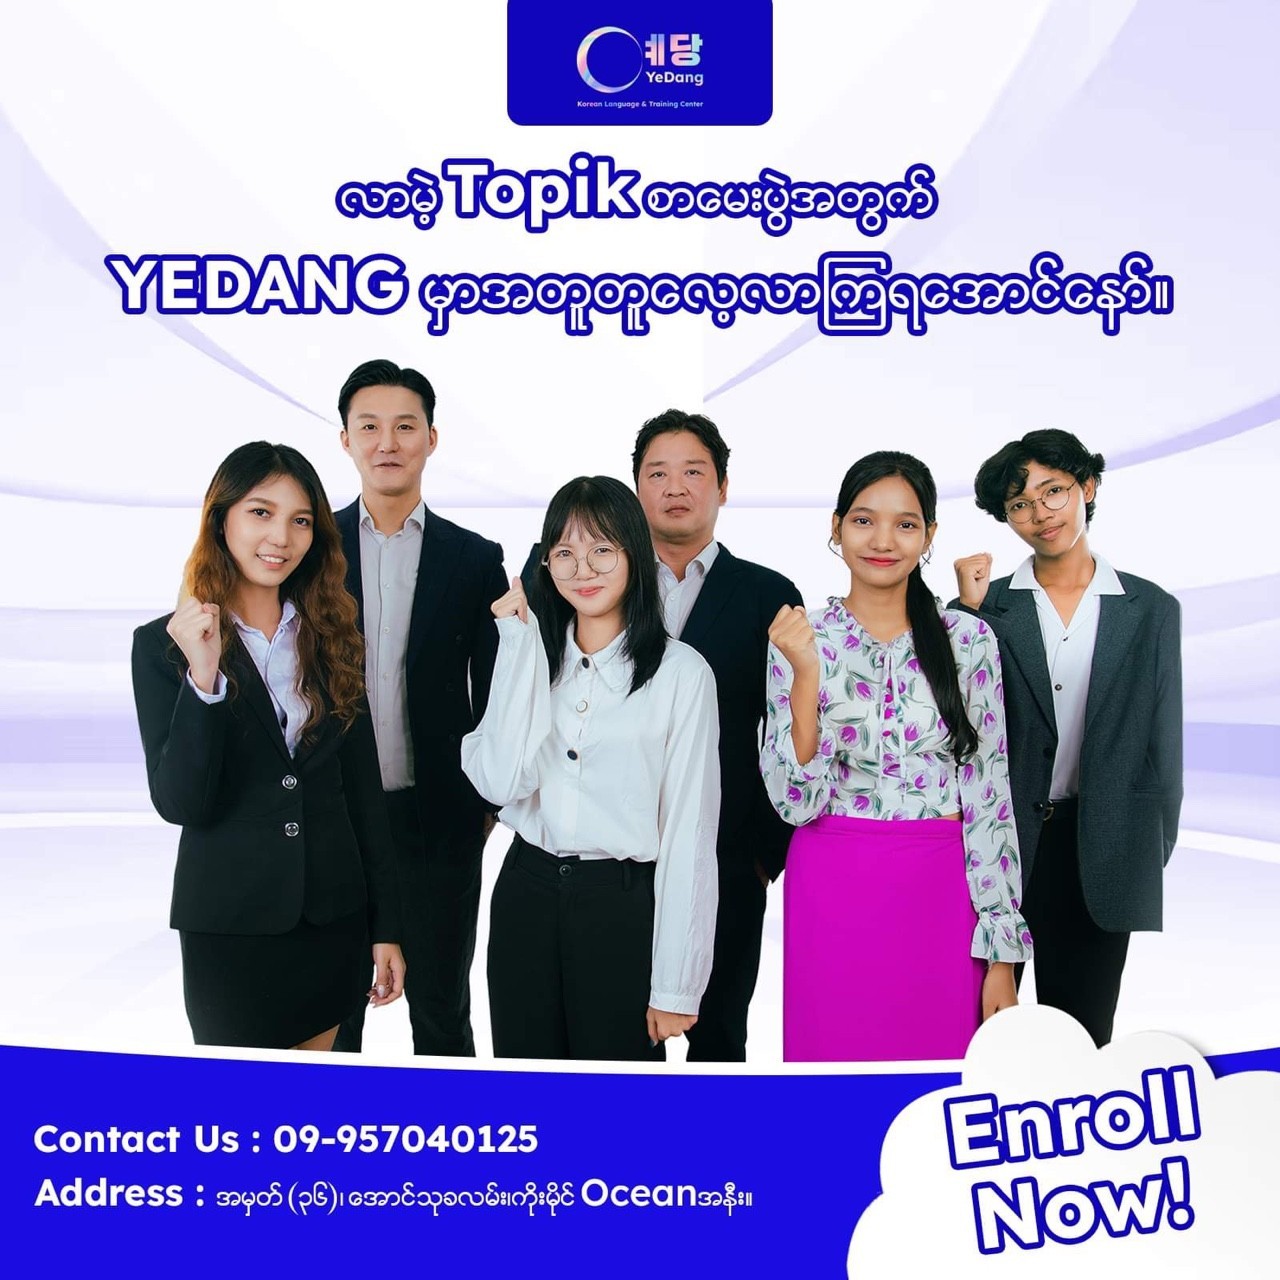 예당
YeDang
Korean Language & Training Center
လာမဲ့ Topik စာမေးပွဲအတွက်
YEDANG မှာအတူတူလေ့လာကြရအောင်နော်။
Enroll
Now!
Contact Us : 09-957040125
Address : အမှတ် (၃၆)၊ အောင်သုခလမ်း၊ကိုးမိုင် Oceanအနီး။